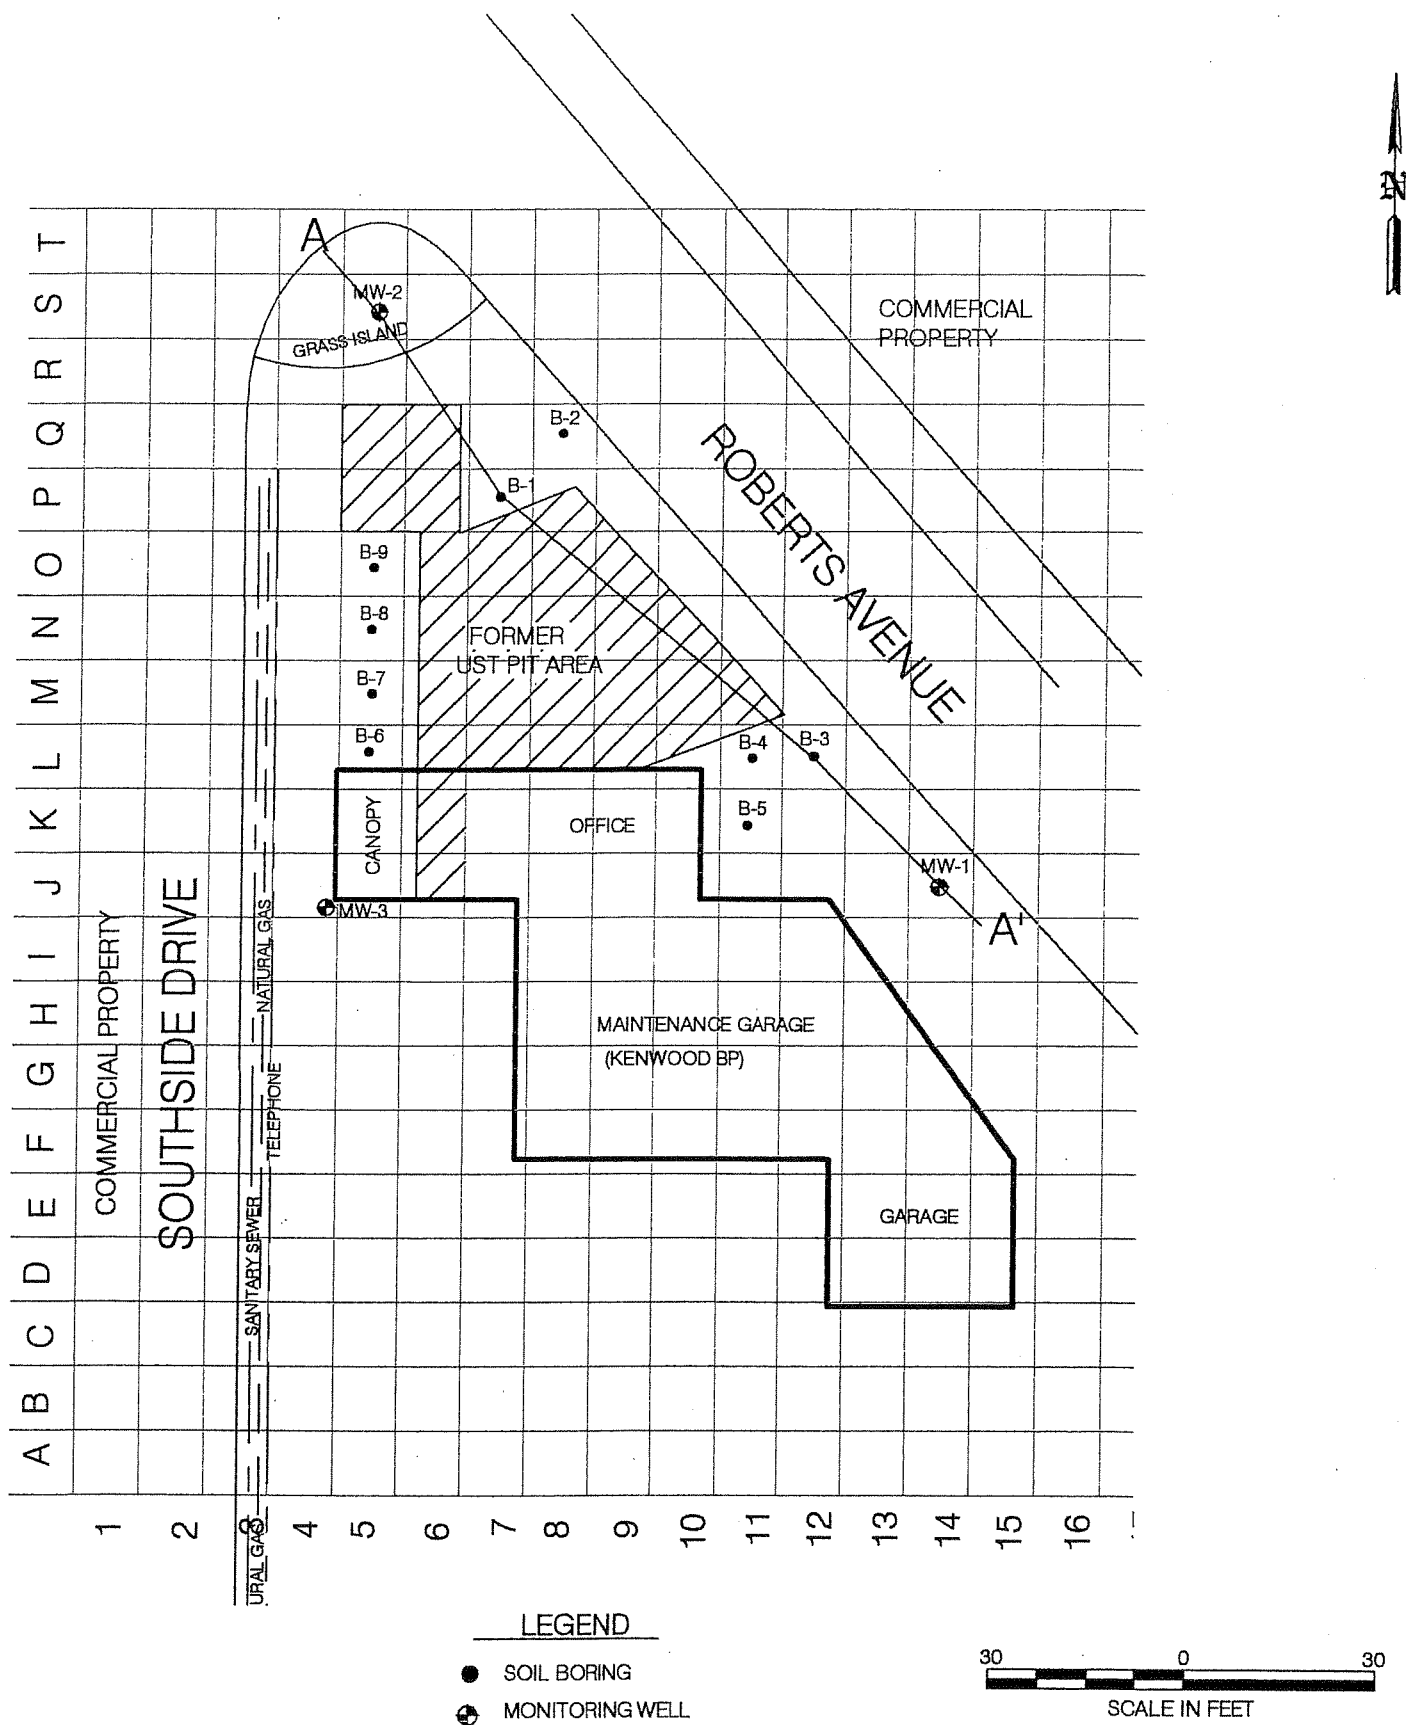 N
T
S
R
Q
P
O
N
M
L
K
J
I
H
G
F
E
D
C
B
A
A
MW-2
GRASS ISLAND
COMMERCIAL
PROPERTY
B-2
B-1
ROBERTS AVENUE
B-9
B-8
B-7
B-6
FORMER
UST PIT AREA
B-4
B-3
B-5
CANOPY
OFFICE
MW-1
A'
MW-3
COMMERCIAL PROPERTY
SOUTHSIDE DRIVE
NATURAL GAS
TELEPHONE
SANITARY SEWER
URAL GAS
MAINTENANCE GARAGE
(KENWOOD BP)
GARAGE
1 2 3 4 5 6 7 8 9 10 11 12 13 14 15 16
LEGEND
SOIL BORING
MONITORING WELL
30 0 30
SCALE IN FEET